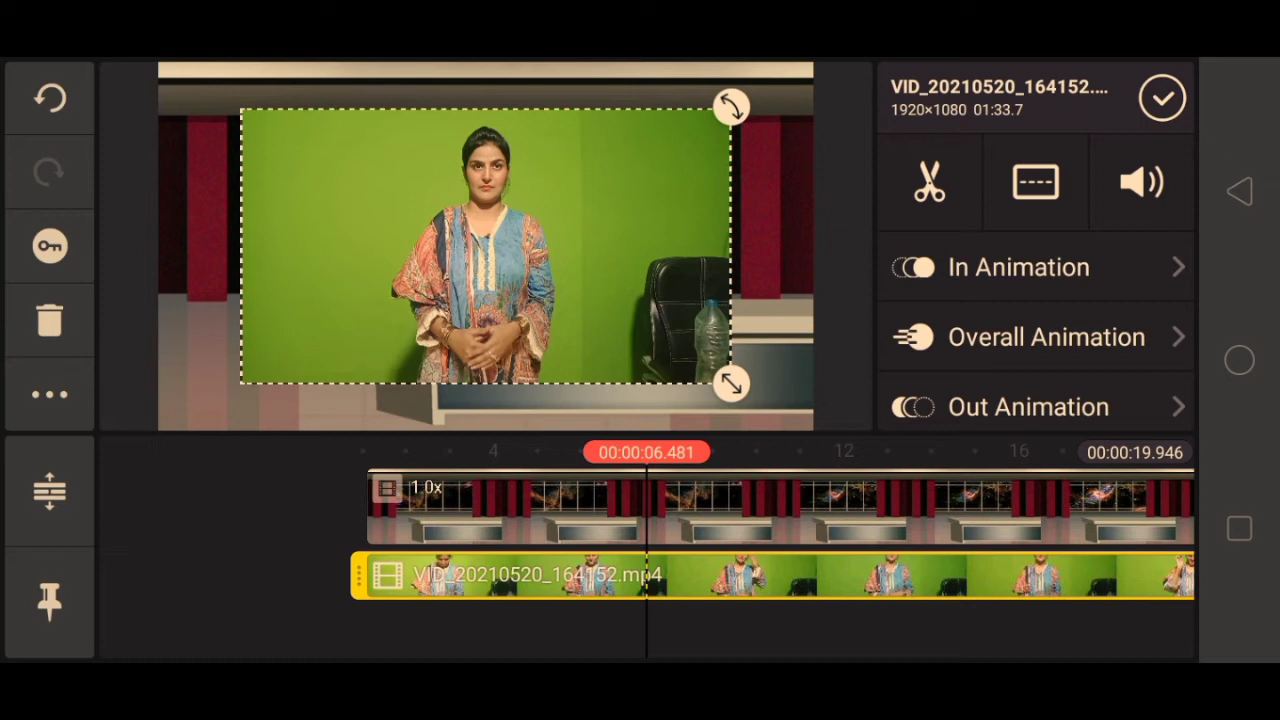 VID_20210520_164152....
1920×1080 01:33.7
In Animation
Overall Animation
Out Animation
4
00:00:06.481
12
16
00:00:19.946
1.0x
VID_20210520_164152.mp4